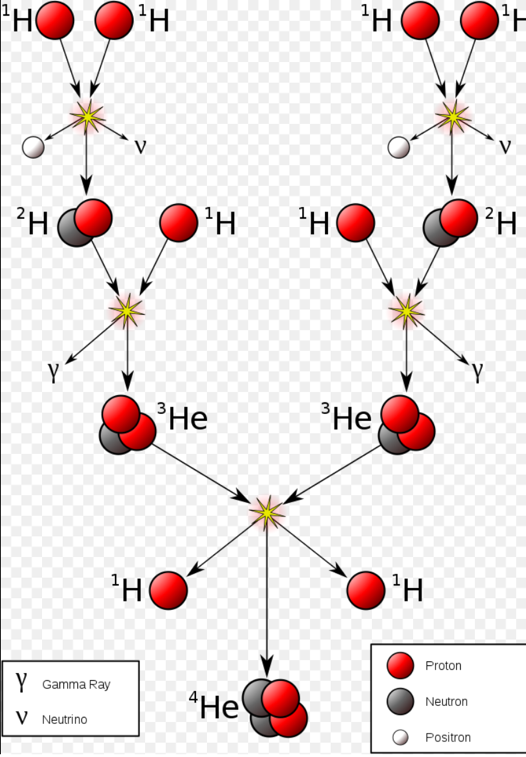 ¹H ¹H ¹H ¹H
ν ν
²H ¹H ¹H ²H
γ γ
³He ³He
¹H ¹H
⁴He
γ Gamma Ray
ν Neutrino
Proton
Neutron
Positron